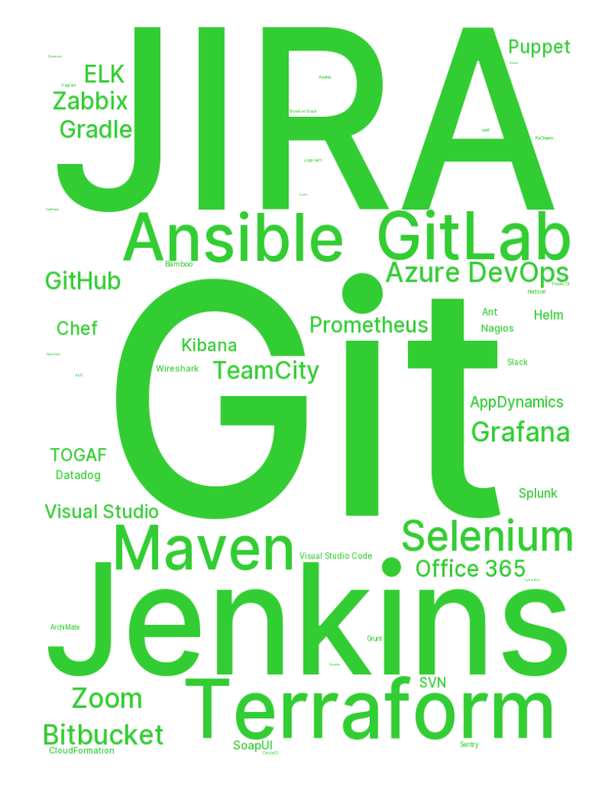 JIRA
Puppet
ELK
Zabbix
Gradle
Ansible
GitLab
Bamboo
Azure DevOps
GitHub
Git
Helm
Ant
Prometheus
Nagios
Chef
Kibana
Slack
Wireshark
TeamCity
AppDynamics
Grafana
TOGAF
Datadog
Splunk
Visual Studio
Maven
Selenium
Visual Studio Code
Office 365
Jenkins
ArchiMate
Grunt
Terraform
SVN
Zoom
Bitbucket
SoapUI
Sentry
CloudFormation